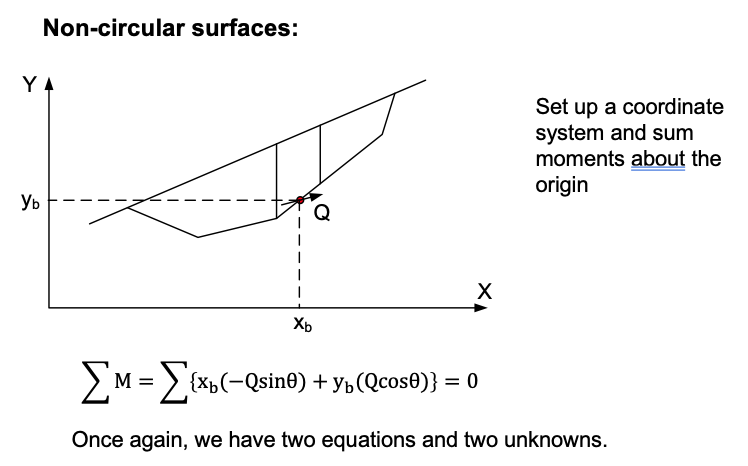 Non-circular surfaces:
Y
Set up a coordinate
system and sum
moments about the
origin
yb
Q
X
xb
∑ M = ∑ {xb(−Qsinθ) + yb(Qcosθ)} = 0
Once again, we have two equations and two unknowns.